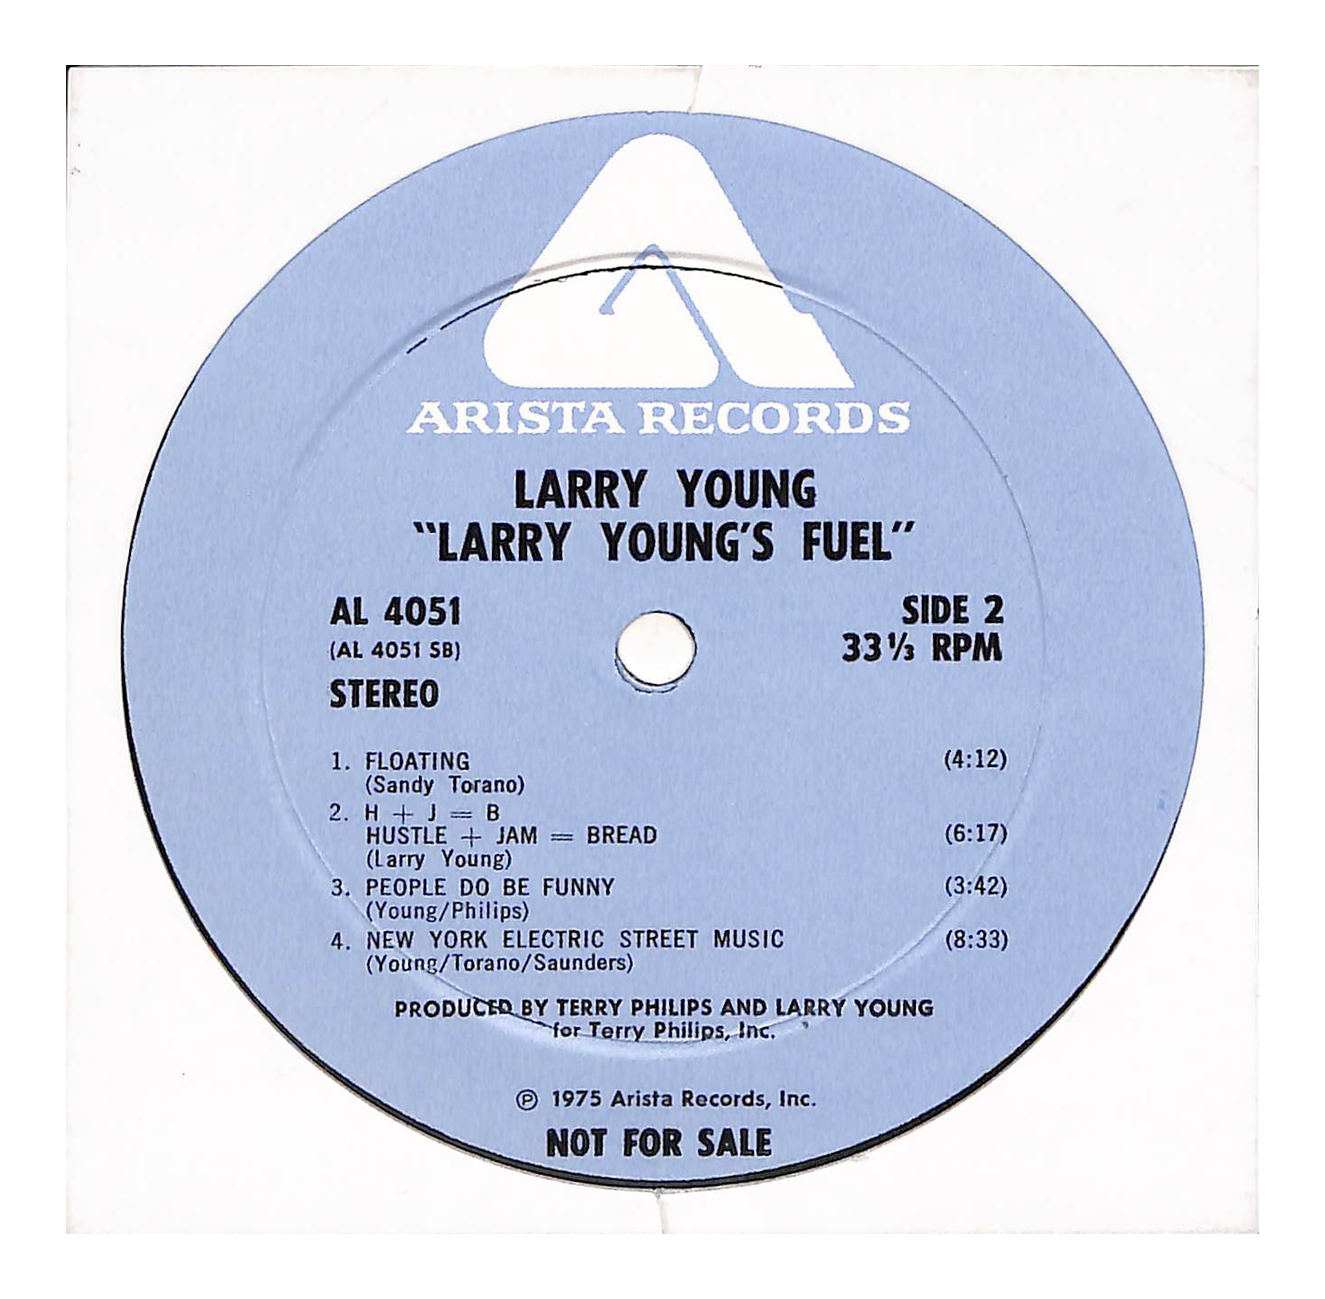 ARISTA RECORDS
LARRY YOUNG
"LARRY YOUNG'S FUEL"
AL 4051
(AL 4051 SB)
STEREO
SIDE 2
33 1/3 RPM
1. FLOATING (4:12)
(Sandy Torano)
2. H + J = B
HUSTLE + JAM = BREAD (6:17)
(Larry Young)
3. PEOPLE DO BE FUNNY (3:42)
(Young/Philips)
4. NEW YORK ELECTRIC STREET MUSIC (8:33)
(Young/Torano/Saunders)
PRODUCED BY TERRY PHILIPS AND LARRY YOUNG
for Terry Philips, Inc.
℗ 1975 Arista Records, Inc.
NOT FOR SALE